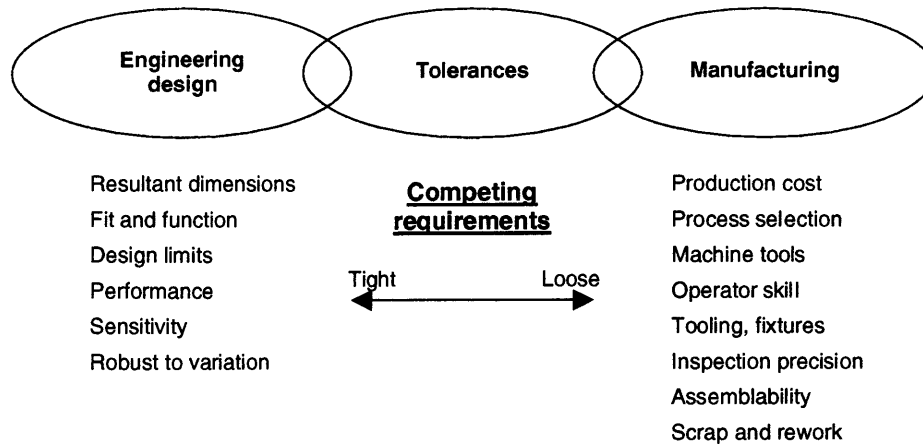 Engineering
design
Tolerances
Manufacturing
Resultant dimensions
Fit and function
Design limits
Performance
Sensitivity
Robust to variation
Competing
requirements
Tight
Loose
Production cost
Process selection
Machine tools
Operator skill
Tooling, fixtures
Inspection precision
Assemblability
Scrap and rework